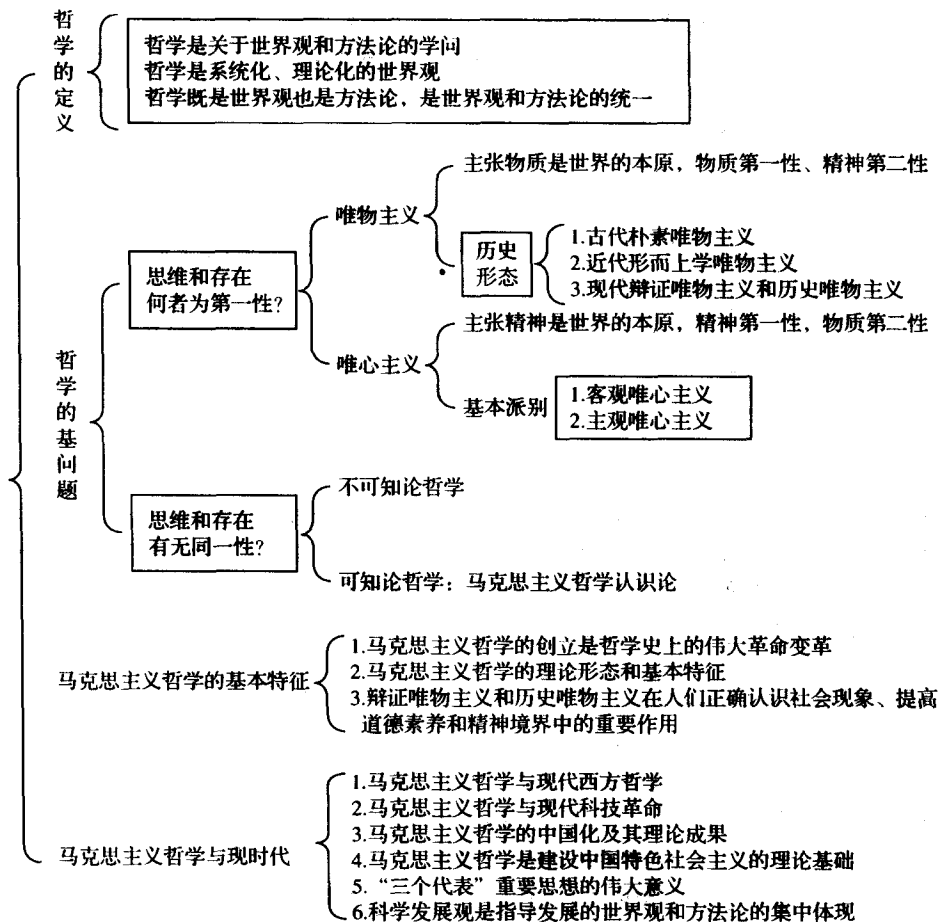 哲学的定义
哲学是关于世界观和方法论的学问
哲学是系统化、理论化的世界观
哲学既是世界观也是方法论，是世界观和方法论的统一
哲学的基问题
思维和存在
何者为第一性？
唯物主义
主张物质是世界的本原，物质第一性、精神第二性
历史
形态
1.古代朴素唯物主义
2.近代形而上学唯物主义
3.现代辩证唯物主义和历史唯物主义
唯心主义
主张精神是世界的本原，精神第一性，物质第二性
基本派别
1.客观唯心主义
2.主观唯心主义
思维和存在
有无同一性？
不可知论哲学
可知论哲学：马克思主义哲学认识论
马克思主义哲学的基本特征
1.马克思主义哲学的创立是哲学史上的伟大革命变革
2.马克思主义哲学的理论形态和基本特征
3.辩证唯物主义和历史唯物主义在人们正确认识社会现象、提高
道德素养和精神境界中的重要作用
马克思主义哲学与现时代
1.马克思主义哲学与现代西方哲学
2.马克思主义哲学与现代科技革命
3.马克思主义哲学的中国化及其理论成果
4.马克思主义哲学是建设中国特色社会主义的理论基础
5.“三个代表”重要思想的伟大意义
6.科学发展观是指导发展的世界观和方法论的集中体现